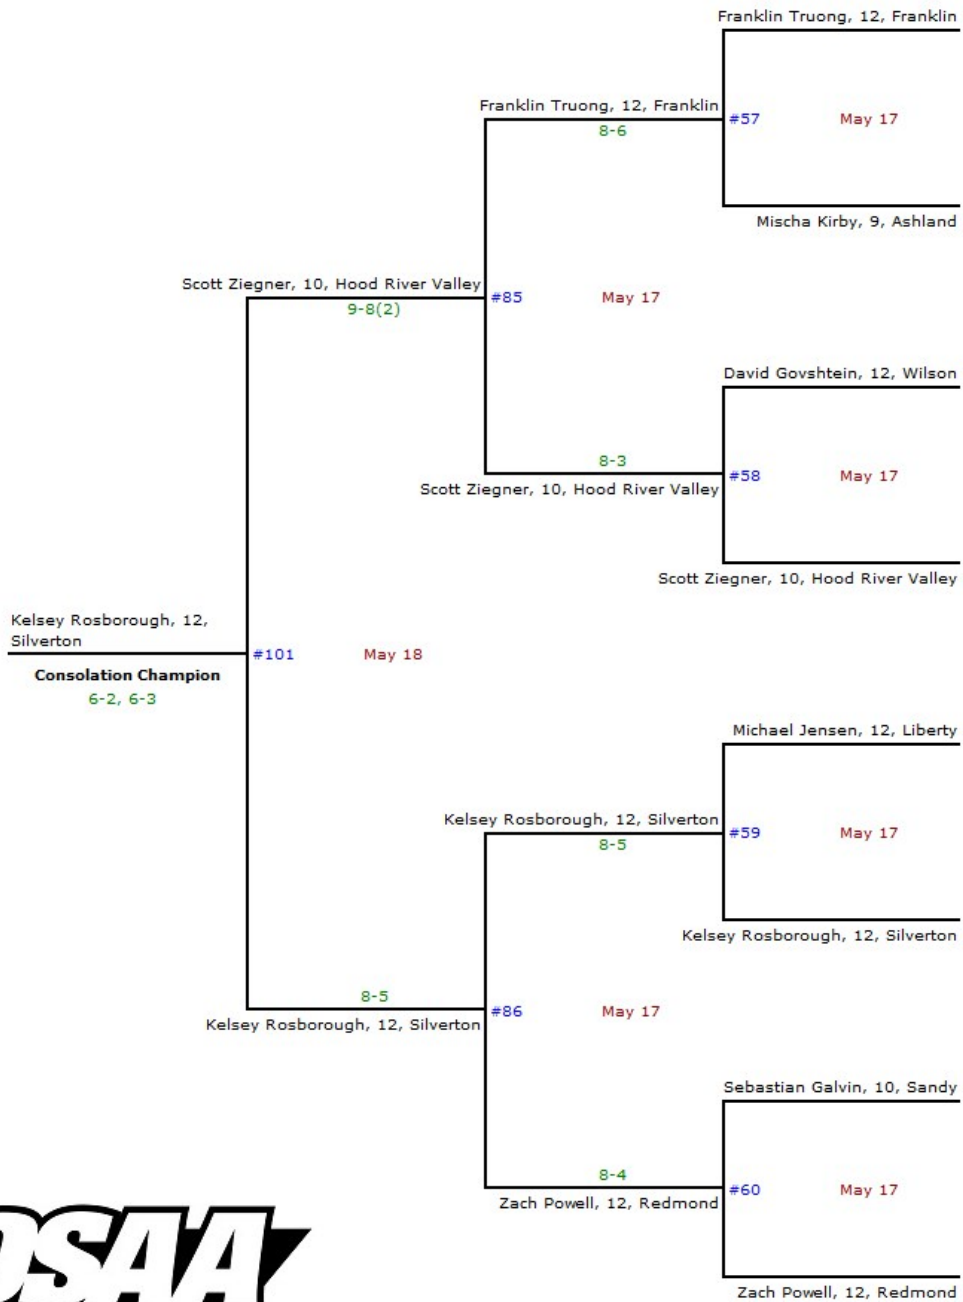 Franklin Truong, 12, Franklin
Franklin Truong, 12, Franklin
8-6
#57 May 17
Mischa Kirby, 9, Ashland
Scott Ziegner, 10, Hood River Valley
9-8(2)
#85 May 17
David Govshtein, 12, Wilson
8-3
Scott Ziegner, 10, Hood River Valley
#58 May 17
Scott Ziegner, 10, Hood River Valley
Kelsey Rosborough, 12,
Silverton
#101 May 18
Consolation Champion
6-2, 6-3
Michael Jensen, 12, Liberty
Kelsey Rosborough, 12, Silverton
8-5
#59 May 17
Kelsey Rosborough, 12, Silverton
8-5
Kelsey Rosborough, 12, Silverton
#86 May 17
Sebastian Galvin, 10, Sandy
8-4
Zach Powell, 12, Redmond
#60 May 17
OSAA
Zach Powell, 12, Redmond